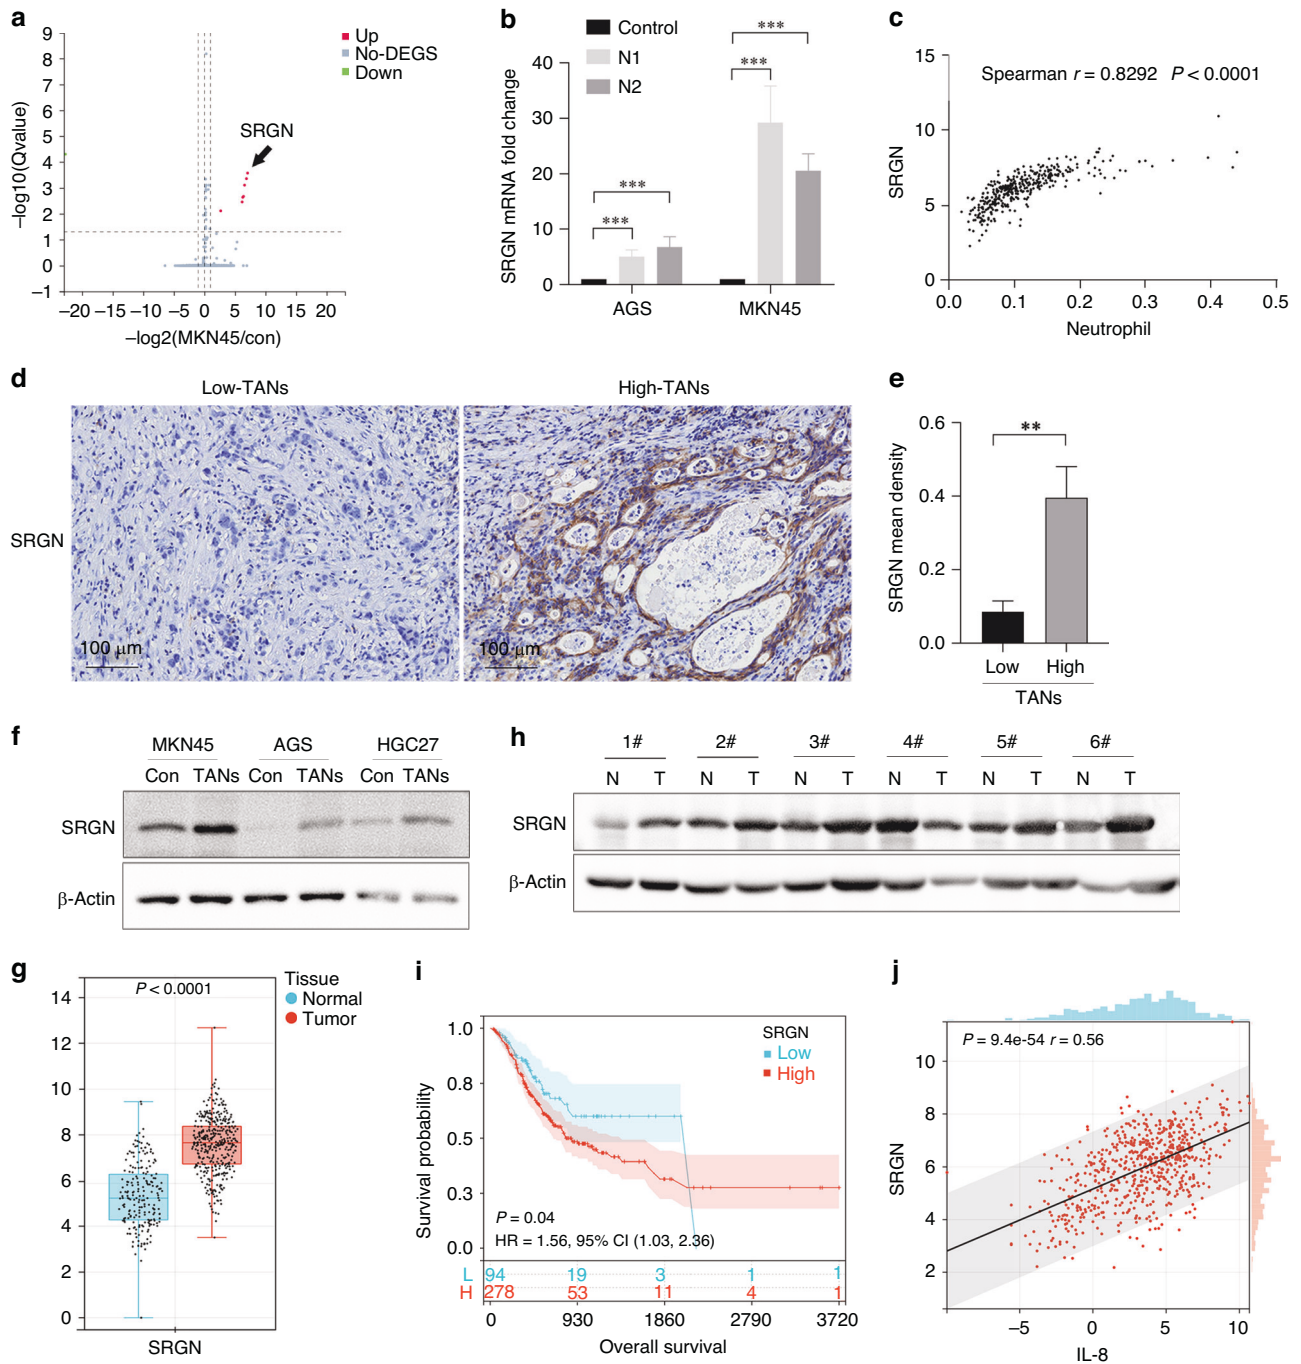 a
9
8
7
6
5
4
3
2
1
0
−1
−log10(Qvalue)
Up
No-DEGS
Down
SRGN
−20 −15 −10 −5 0 5 10 15 20
−log2(MKN45/con)
b
Control
N1
N2
SRGN mRNA fold change
40
30
20
10
0
*** ***
*** ***
AGS MKN45
c
Spearman r = 0.8292 P < 0.0001
SRGN
15
10
5
0
0.0 0.1 0.2 0.3 0.4 0.5
Neutrophil
d
Low-TANs High-TANs
SRGN
100 μm 100 μm
e
SRGN mean density
0.6
0.4
0.2
0.0
**
Low High
TANs
f
MKN45 AGS HGC27
Con TANs Con TANs Con TANs
SRGN
β-Actin
h
1# 2# 3# 4# 5# 6#
N T N T N T N T N T N T
SRGN
β-Actin
g
P < 0.0001
Tissue
Normal
Tumor
14
12
10
8
6
4
2
0
SRGN
i
Survival probability
1.0
0.8
0.5
0.3
0.0
SRGN
Low
High
P = 0.04
HR = 1.56, 95% CI (1.03, 2.36)
L 94 19 3 1 1
H 278 53 11 4 1
0 930 1860 2790 3720
Overall survival
j
P = 9.4e-54 r = 0.56
SRGN
10
8
6
4
2
−5 0 5 10
IL-8